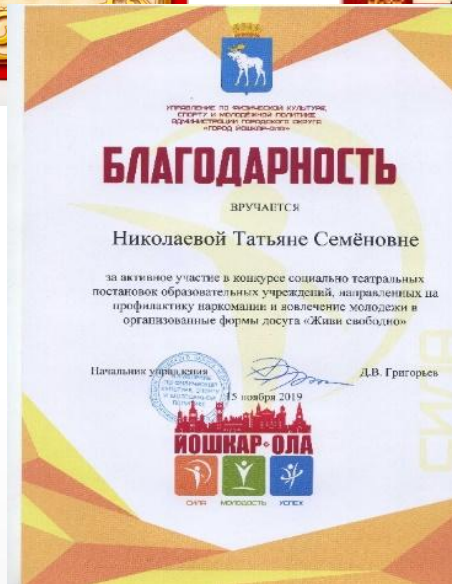 УПРАВЛЕНИЕ ПО ФИЗИЧЕСКОЙ КУЛЬТУРЕ,
СПОРТУ И МОЛОДЁЖНОЙ ПОЛИТИКЕ
АДМИНИСТРАЦИИ ГОРОДСКОГО ОКРУГА
«ГОРОД ЙОШКАР-ОЛА»
БЛАГОДАРНОСТЬ
ВРУЧАЕТСЯ
Николаевой Татьяне Семёновне
за активное участие в конкурсе социально театральных
постановок образовательных учреждений, направленных на
профилактику наркомании и вовлечение молодежи в
организованные формы досуга «Живи свободно»
Начальник управления Д.В. Григорьев
15 ноября 2019
ЙОШКАР-ОЛА
СИЛА МОЛОДОСТЬ УСПЕХ
СИЛА